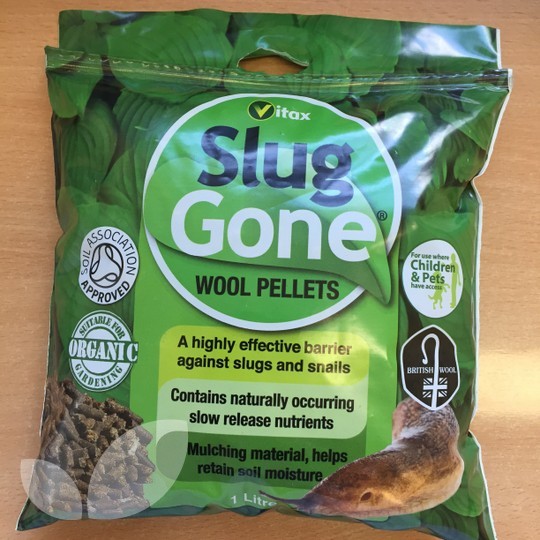 Vitax
Slug
Gone®
WOOL PELLETS
SOIL ASSOCIATION
APPROVED
For use where
Children
& Pets
have access
SUITABLE FOR
ORGANIC
GARDENING
BRITISH WOOL
A highly effective barrier
against slugs and snails
Contains naturally occurring
slow release nutrients
Mulching material, helps
retain soil moisture
1 Litre